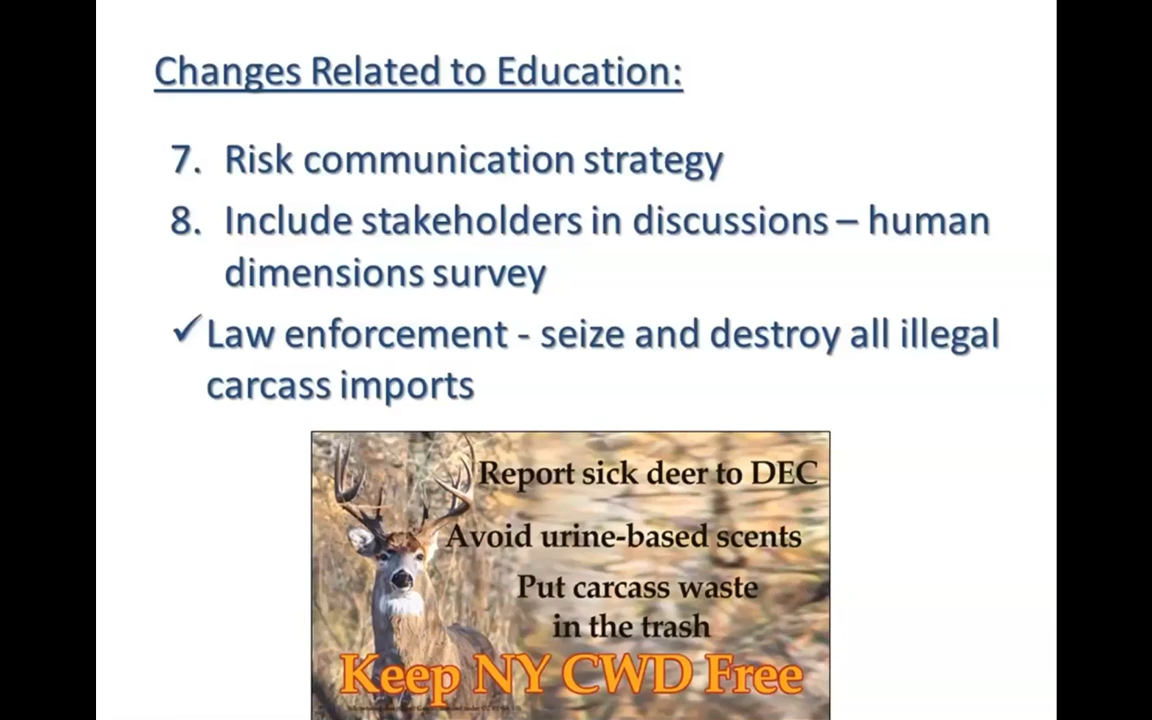 Changes Related to Education:
7. Risk communication strategy
8. Include stakeholders in discussions – human
dimensions survey
✓Law enforcement - seize and destroy all illegal
carcass imports
Report sick deer to DEC
Avoid urine-based scents
Put carcass waste
in the trash
Keep NY CWD Free